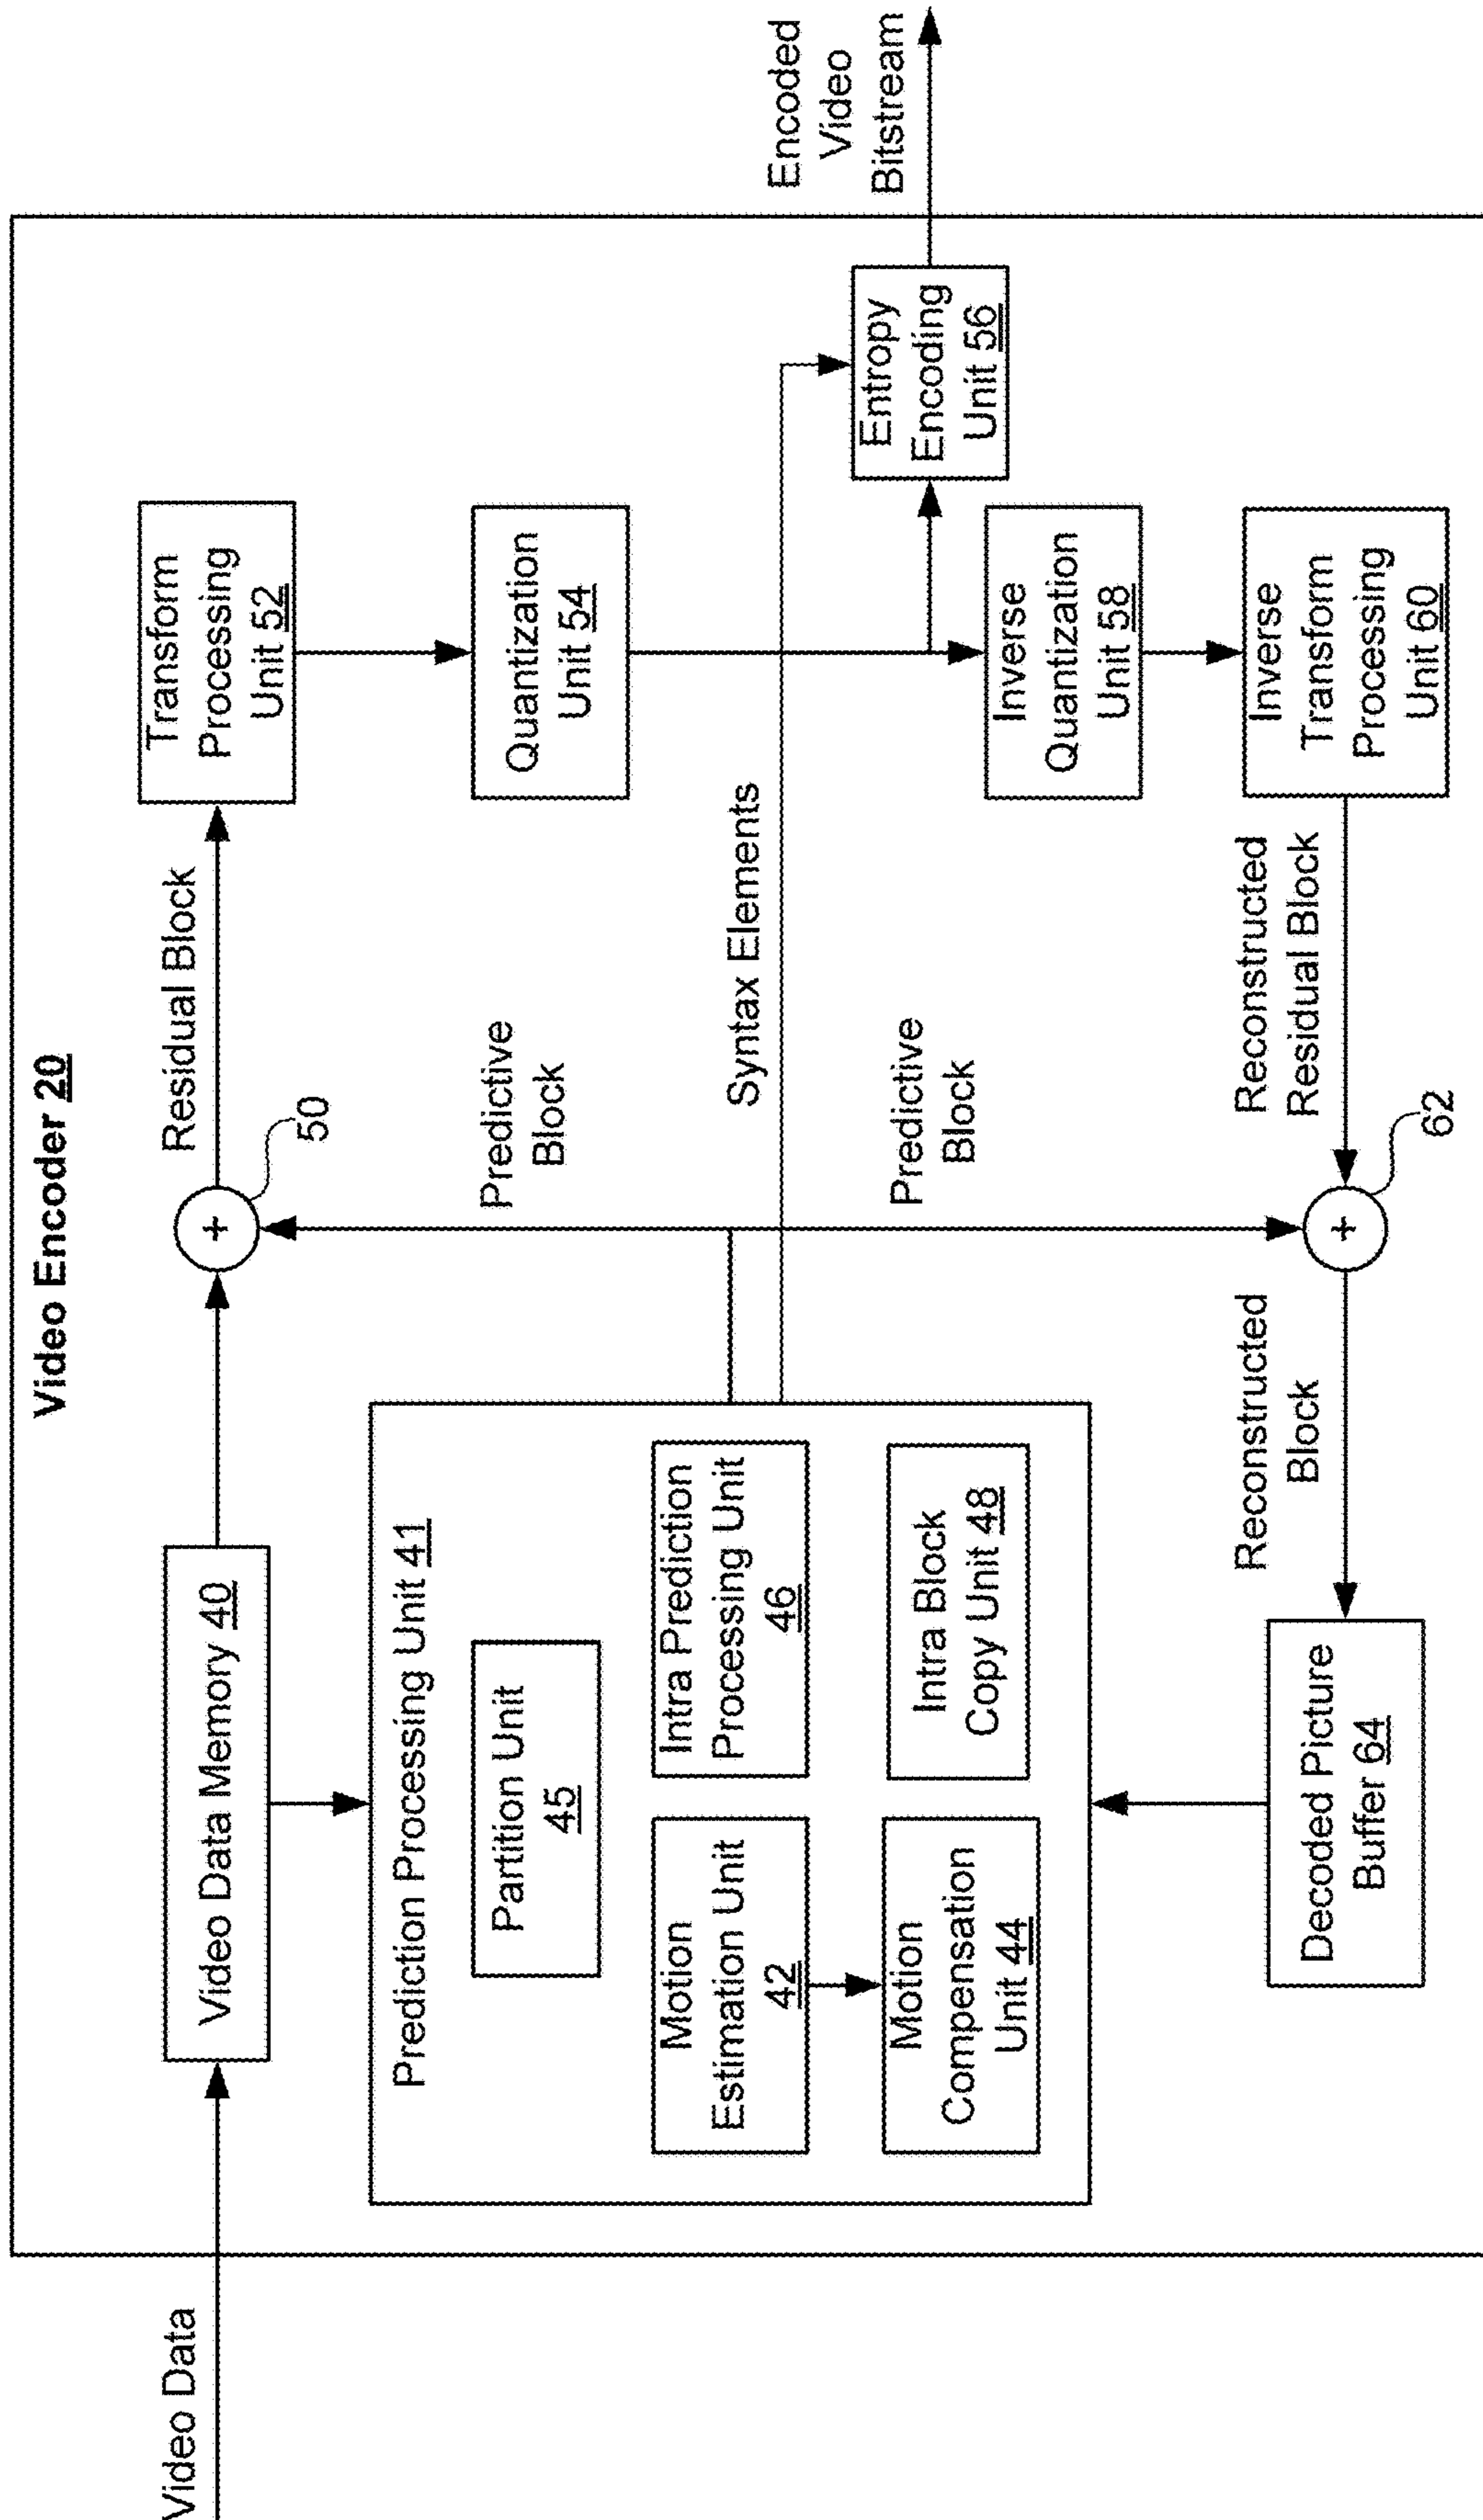 Video Encoder 20
Video Data
Video Data Memory 40
50
Residual Block
Transform
Processing
Unit 52
Prediction Processing Unit 41
Partition Unit
45
Motion
Estimation Unit
42
Intra Prediction
Processing Unit
46
Motion
Compensation
Unit 44
Intra Block
Copy Unit 48
Predictive
Block
Quantization
Unit 54
Syntax Elements
Predictive
Block
Entropy
Encoding
Unit 56
Encoded
Video
Bitstream
Inverse
Quantization
Unit 58
Inverse
Transform
Processing
Unit 60
Decoded Picture
Buffer 64
Reconstructed
Block
62
Reconstructed
Residual Block
+
+